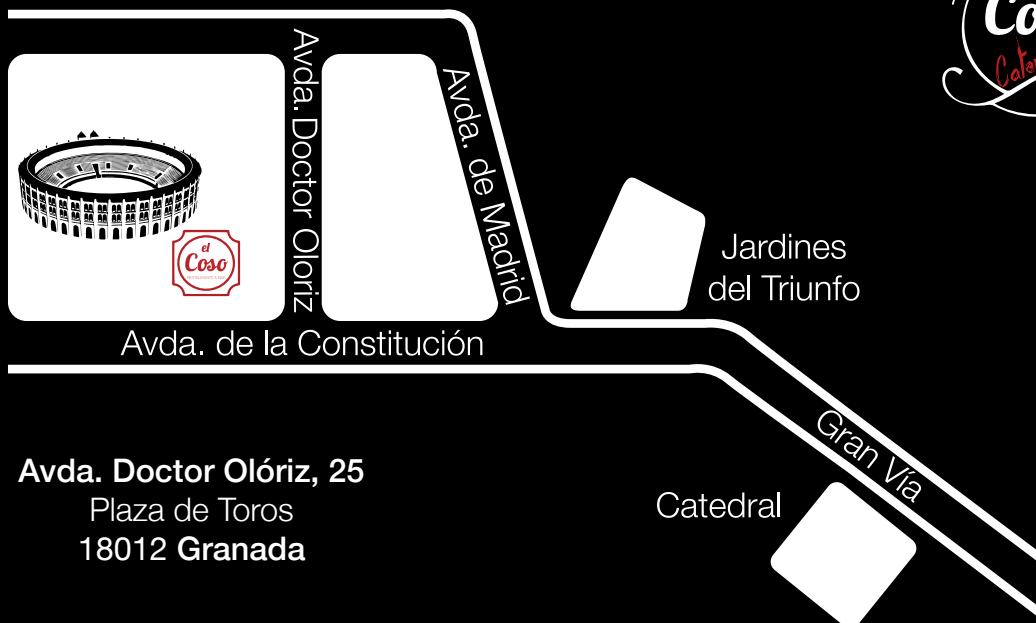 Avda. Doctor Oloriz
Avda. de Madrid
el
Coso
Jardines
del Triunfo
Avda. de la Constitución
Gran Vía
Avda. Doctor Olóriz, 25
Plaza de Toros
18012 Granada
Catedral